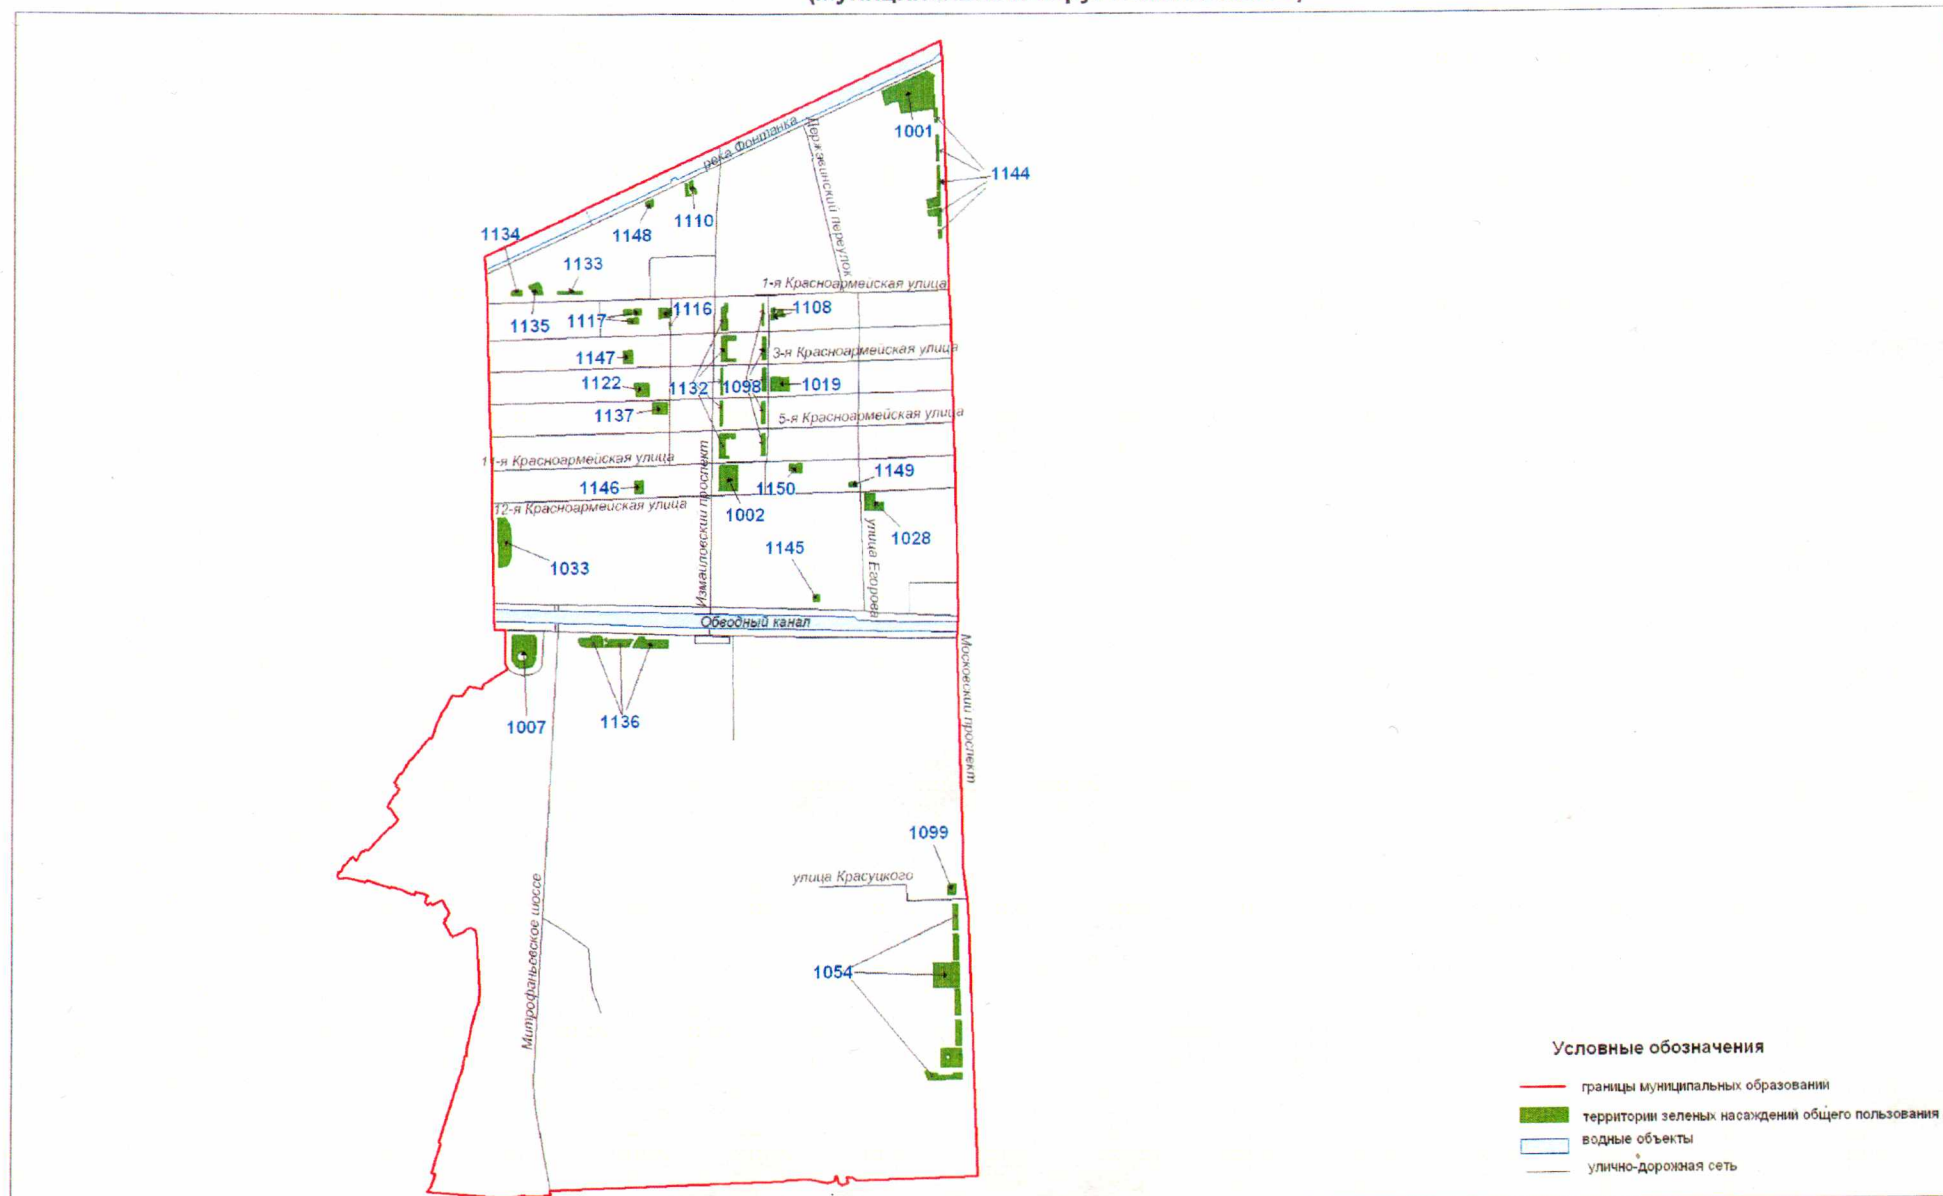 река Фонтанка
Державинский переулок
1001
1144
1110
1148
1134
1133
1135
1-я Красноармейская улица
1117
1116
1108
1147
3-я Красноармейская улица
1122
1132
1098
1019
1137
5-я Красноармейская улица
11-я Красноармейская улица
1146
1150
1149
12-я Красноармейская улица
1002
Измайловский проспект
1028
улица Егорова
1145
1033
Обводный канал
1007
1136
Московский проспект
1099
улица Красуцкого
Митрофаньевское шоссе
1054
Условные обозначения
границы муниципальных образований
территории зеленых насаждений общего пользования
водные объекты
улично-дорожная сеть